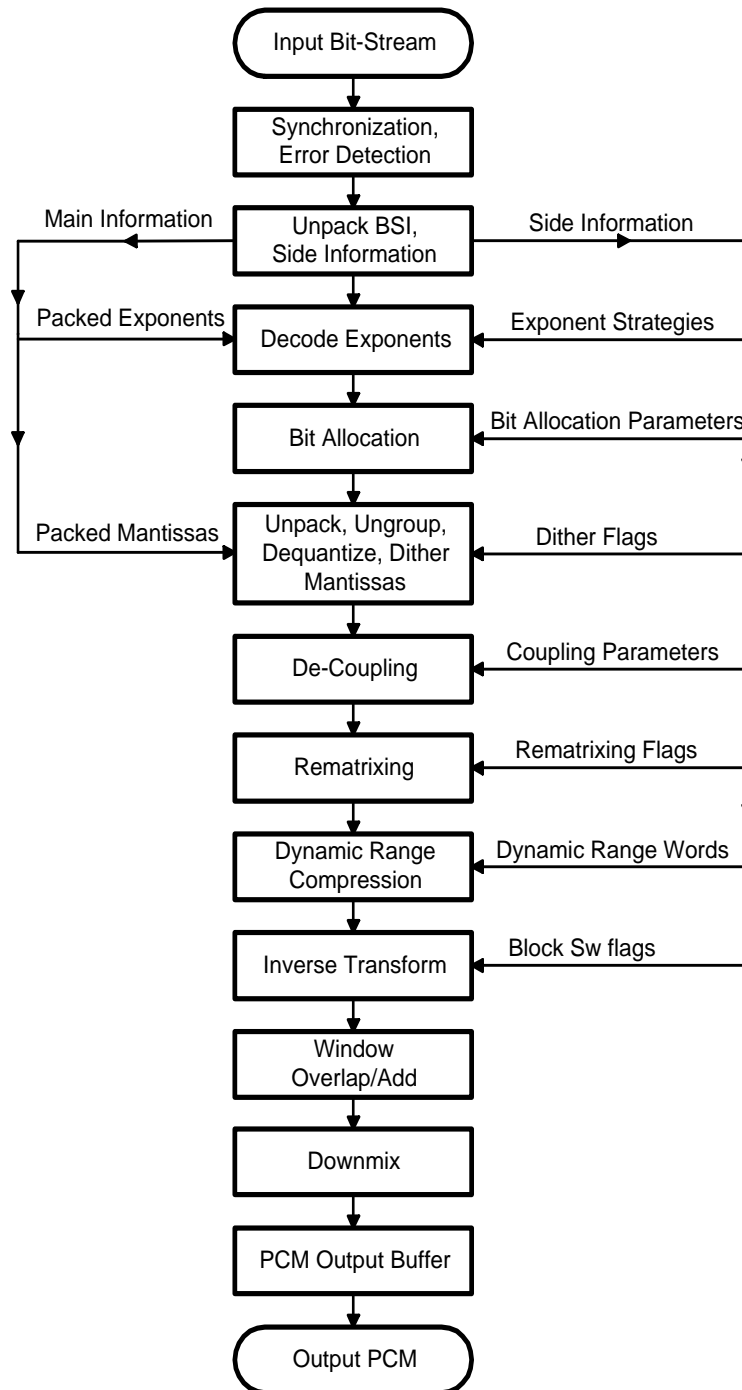 Input Bit-Stream
Synchronization,
Error Detection
Main Information
Unpack BSI,
Side Information
Side Information
Packed Exponents
Decode Exponents
Exponent Strategies
Bit Allocation
Bit Allocation Parameters
Packed Mantissas
Unpack, Ungroup,
Dequantize, Dither
Mantissas
Dither Flags
De-Coupling
Coupling Parameters
Rematrixing
Rematrixing Flags
Dynamic Range
Compression
Dynamic Range Words
Inverse Transform
Block Sw flags
Window
Overlap/Add
Downmix
PCM Output Buffer
Output PCM